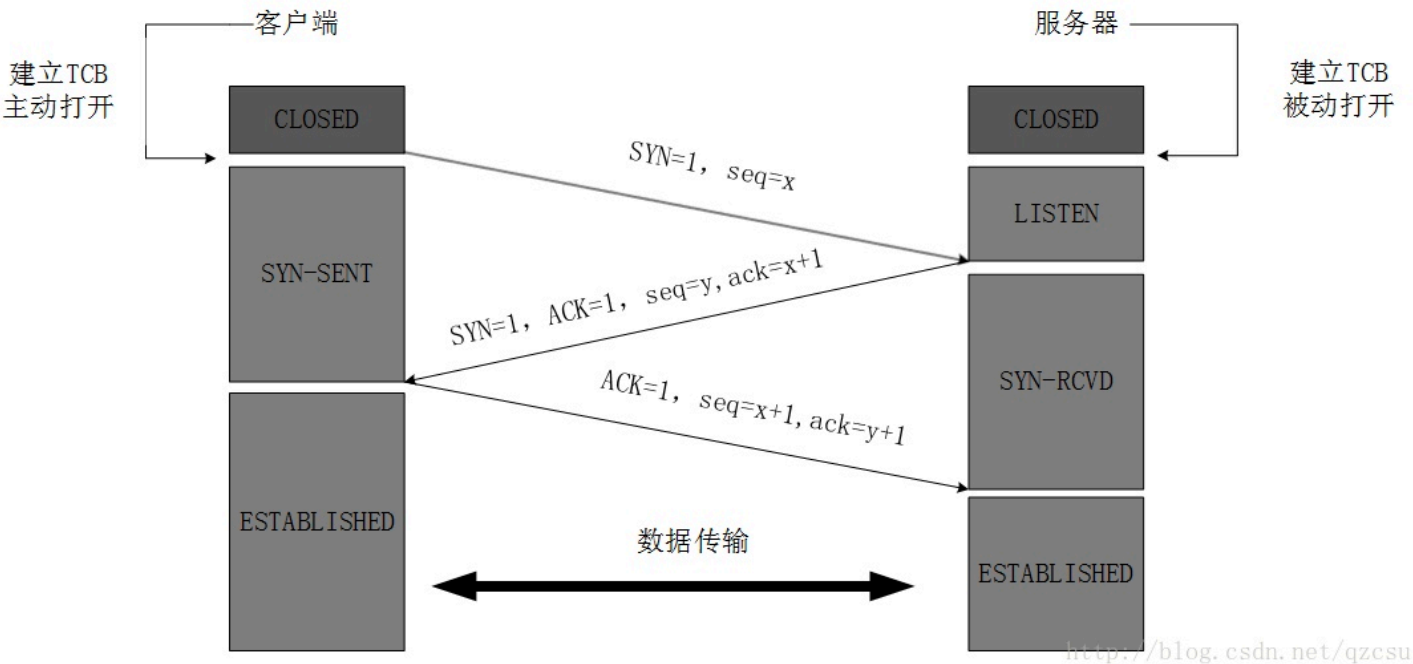 客户端
服务器
建立TCB
主动打开
建立TCB
被动打开
CLOSED
CLOSED
SYN=1, seq=x
LISTEN
SYN-SENT
SYN=1, ACK=1, seq=y,ack=x+1
SYN-RCVD
ACK=1, seq=x+1,ack=y+1
ESTABLISHED
数据传输
ESTABLISHED
http://blog.csdn.net/qzcsu